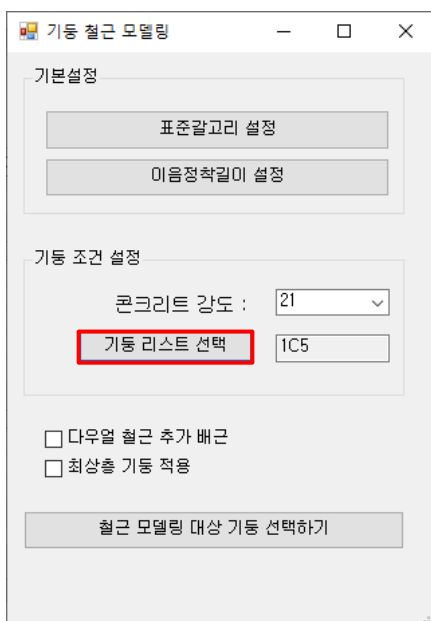 기둥 철근 모델링
기본설정
표준갈고리 설정
이음정착길이 설정
기둥 조건 설정
콘크리트 강도 : 21
기둥 리스트 선택 1C5
다우얼 철근 추가 배근
최상층 기둥 적용
철근 모델링 대상 기둥 선택하기